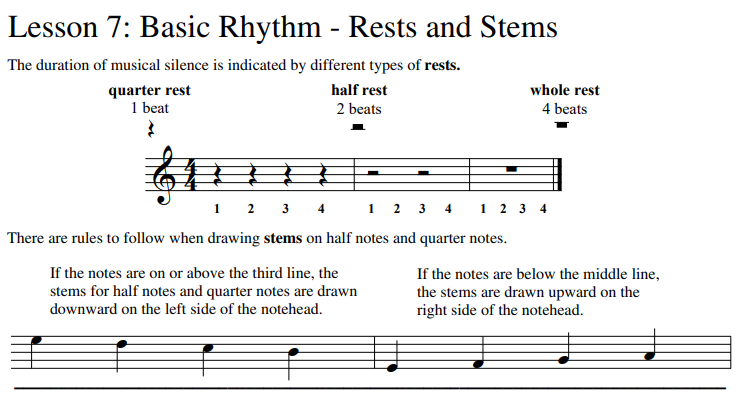 Lesson 7: Basic Rhythm - Rests and Stems
The duration of musical silence is indicated by different types of rests.
quarter rest half rest whole rest
1 beat 2 beats 4 beats
4
4
1 2 3 4 1 2 3 4 1 2 3 4
There are rules to follow when drawing stems on half notes and quarter notes.
If the notes are on or above the third line, the
stems for half notes and quarter notes are drawn
downward on the left side of the notehead.
If the notes are below the middle line,
the stems are drawn upward on the
right side of the notehead.